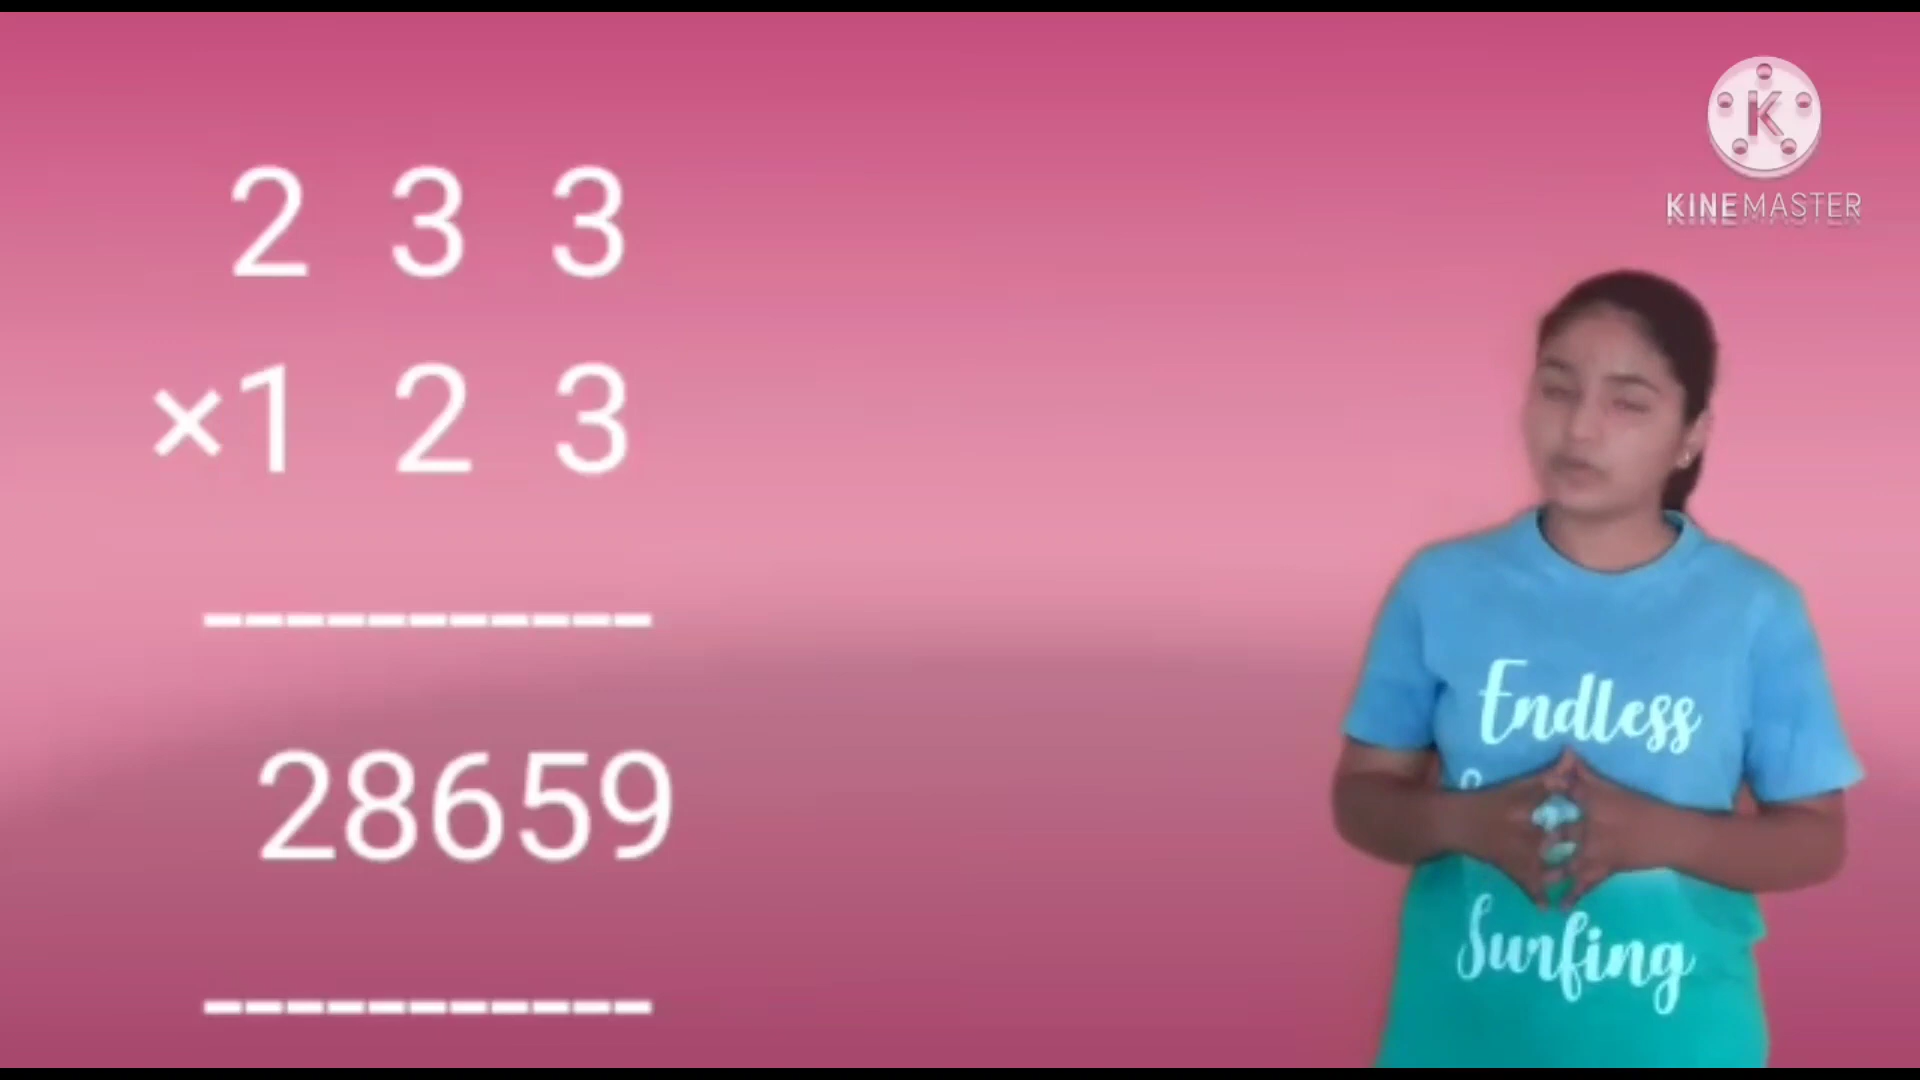 2 3 3
×1 2 3
-----------
28659
-----------
K
KINEMASTER
Endless
Surfing